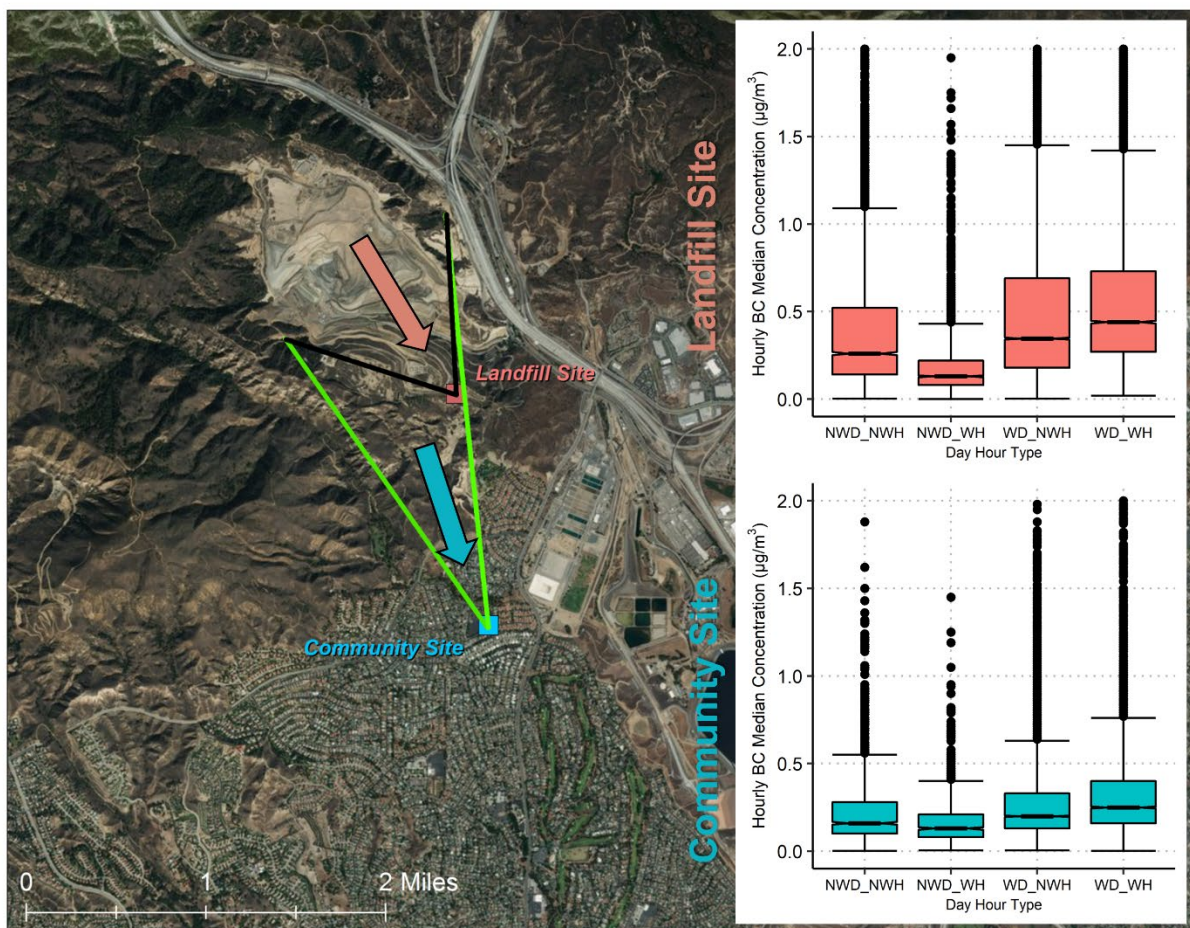 Landfill Site
Community Site
0 1 2 Miles
Landfill Site
Hourly BC Median Concentration (µg/m³)
2.0
1.5
1.0
0.5
0.0
NWD_NWH NWD_WH WD_NWH WD_WH
Day Hour Type
Community Site
Hourly BC Median Concentration (µg/m³)
2.0
1.5
1.0
0.5
0.0
NWD_NWH NWD_WH WD_NWH WD_WH
Day Hour Type